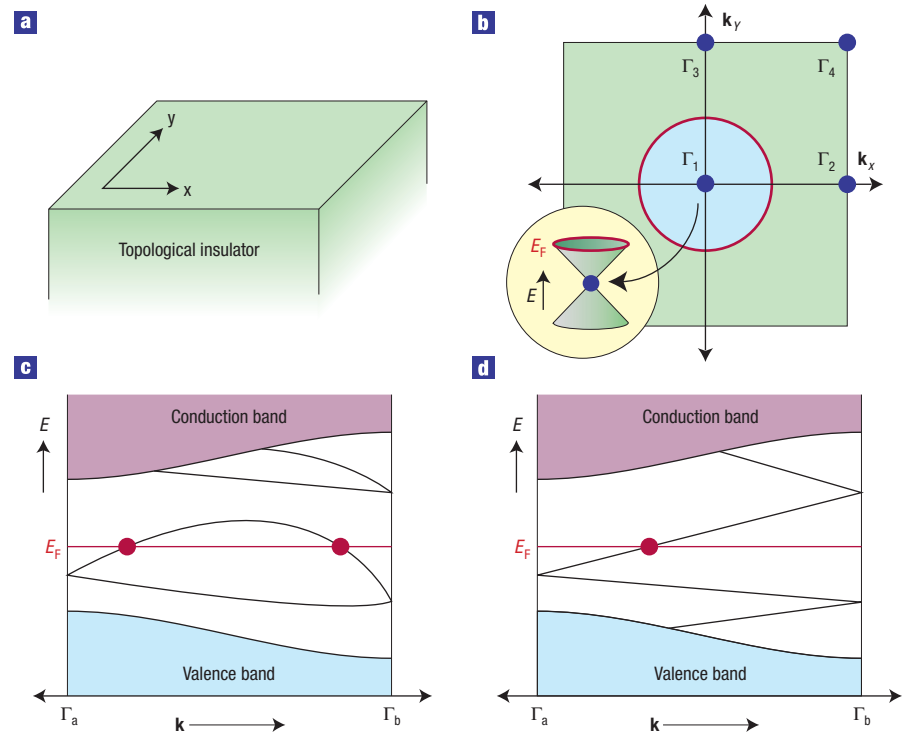 a
y
x
Topological insulator
b
k_Y
Γ3
Γ4
Γ1
Γ2
k_x
E_F
E
c
E
Conduction band
E_F
Valence band
Γa
k
Γb
d
E
Conduction band
E_F
Valence band
Γa
k
Γb